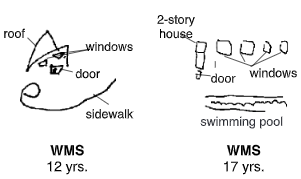 roof
windows
door
sidewalk
WMS
12 yrs.
2-story
house
door
windows
swimming pool
WMS
17 yrs.